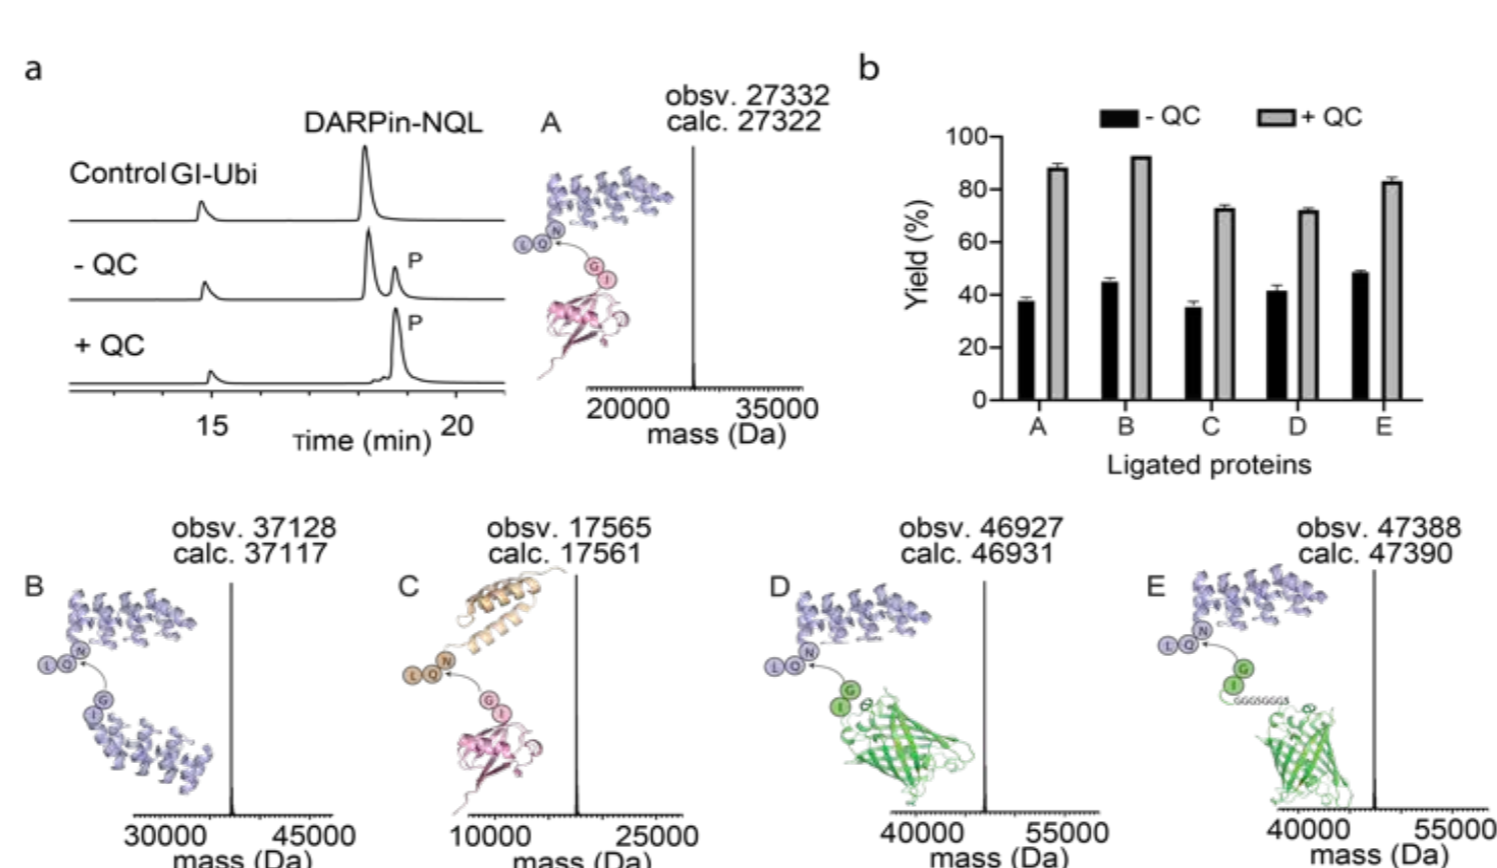 a
b
obsv. 27332
calc. 27322
A
DARPin-NQL
Control GI-Ubi
- QC
P
+ QC
P
15
20
Time (min)
L Q N
G
I
20000 35000
mass (Da)
- QC + QC
100
80
60
40
20
0
Yield (%)
A B C D E
Ligated proteins
B
obsv. 37128
calc. 37117
L Q N
G
I
30000 45000
mass (Da)
C
obsv. 17565
calc. 17561
L Q N
G
I
10000 25000
mass (Da)
D
obsv. 46927
calc. 46931
L Q N
G
I
40000 55000
mass (Da)
E
obsv. 47388
calc. 47390
L Q N
G
I
GGGSGGGS
40000 55000
mass (Da)